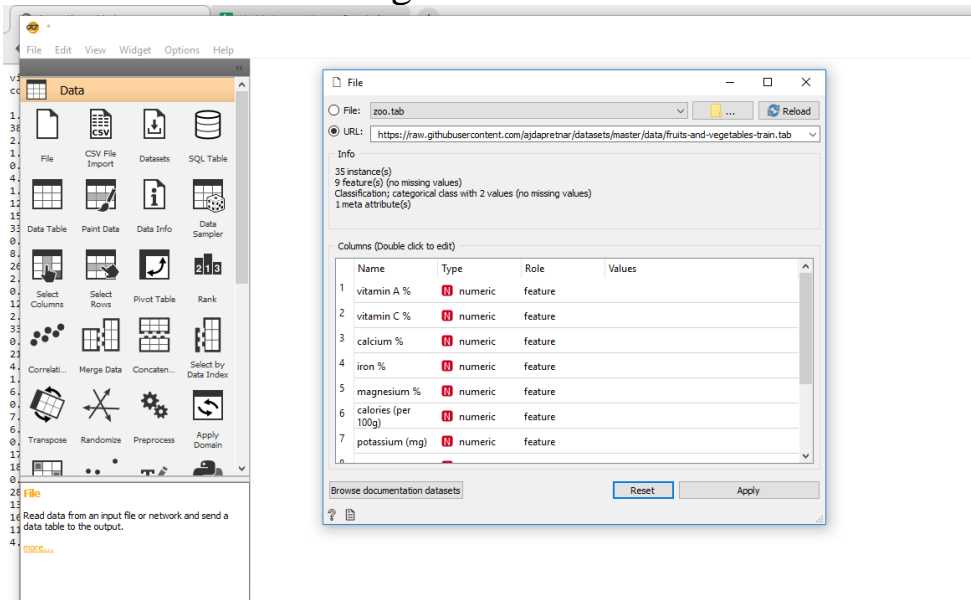 File Edit View Widget Options Help
Data
File
CSV File Import
Datasets
SQL Table
Data Table
Paint Data
Data Info
Data Sampler
Select Columns
Select Rows
Pivot Table
Rank
Correlati...
Merge Data
Concaten...
Select by Data Index
Transpose
Randomize
Preprocess
Apply Domain
File
Read data from an input file or network and send a
data table to the output.
more...
File
File: zoo.tab ... Reload
URL: https://raw.githubusercontent.com/ajdapretnar/datasets/master/data/fruits-and-vegetables-train.tab
Info
35 instance(s)
9 feature(s) (no missing values)
Classification; categorical class with 2 values (no missing values)
1 meta attribute(s)
Columns (Double click to edit)
Name Type Role Values
1 vitamin A % N numeric feature
2 vitamin C % N numeric feature
3 calcium % N numeric feature
4 iron % N numeric feature
5 magnesium % N numeric feature
6 calories (per 100g) N numeric feature
7 potassium (mg) N numeric feature
Browse documentation datasets Reset Apply